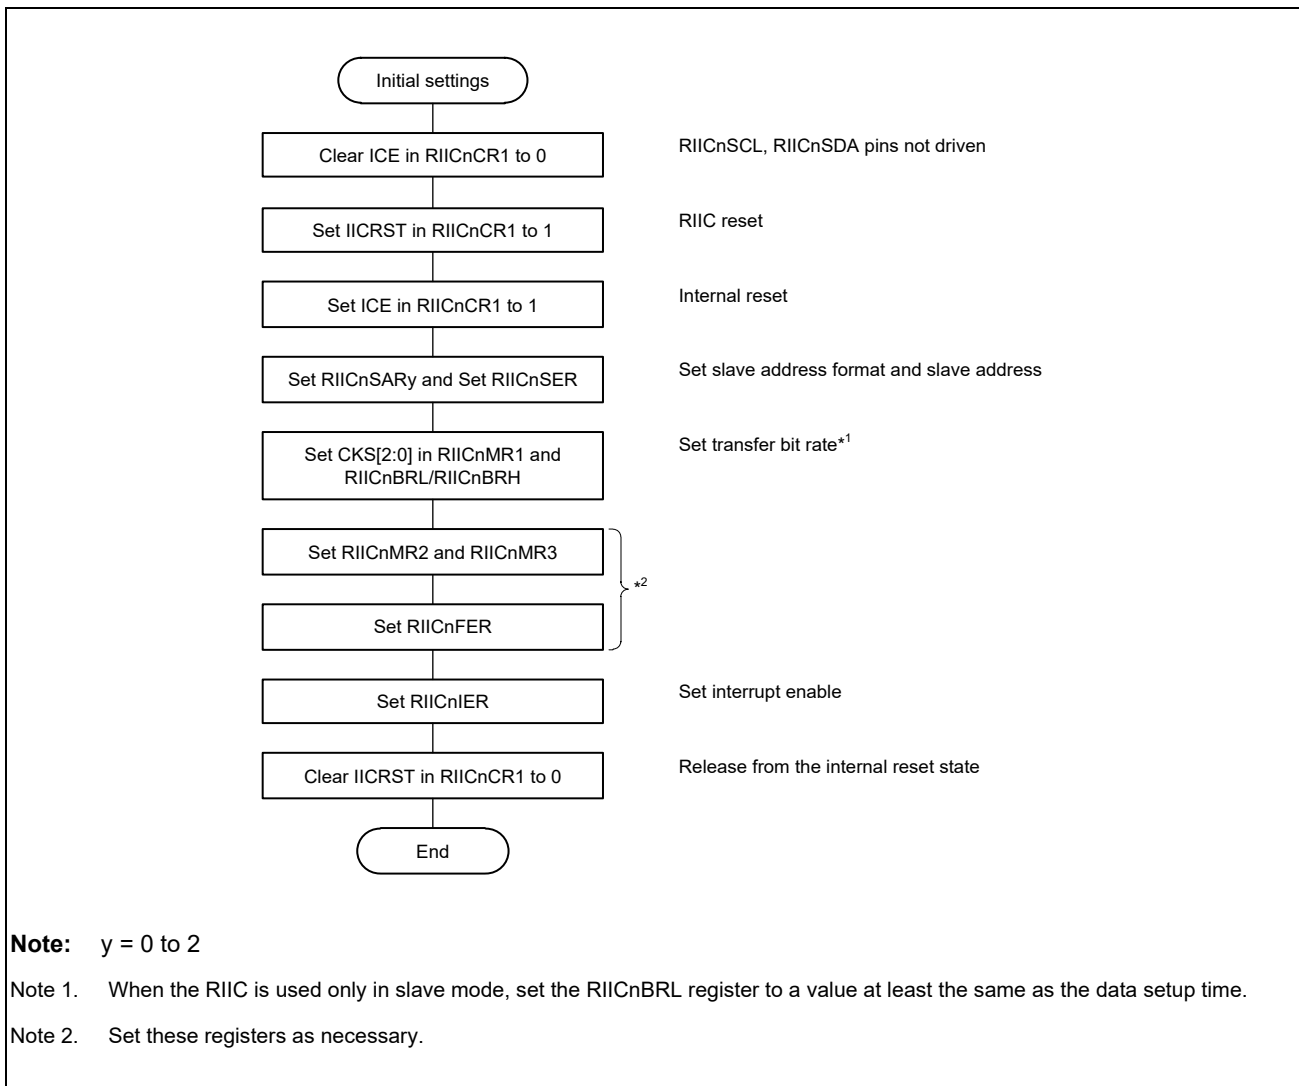 Initial settings
Clear ICE in RIICnCR1 to 0
RIICnSCL, RIICnSDA pins not driven
Set IICRST in RIICnCR1 to 1
RIIC reset
Set ICE in RIICnCR1 to 1
Internal reset
Set RIICnSARy and Set RIICnSER
Set slave address format and slave address
Set CKS[2:0] in RIICnMR1 and
RIICnBRL/RIICnBRH
Set transfer bit rate*1
Set RIICnMR2 and RIICnMR3
*2
Set RIICnFER
Set RIICnIER
Set interrupt enable
Clear IICRST in RIICnCR1 to 0
Release from the internal reset state
End
Note: y = 0 to 2
Note 1. When the RIIC is used only in slave mode, set the RIICnBRL register to a value at least the same as the data setup time.
Note 2. Set these registers as necessary.